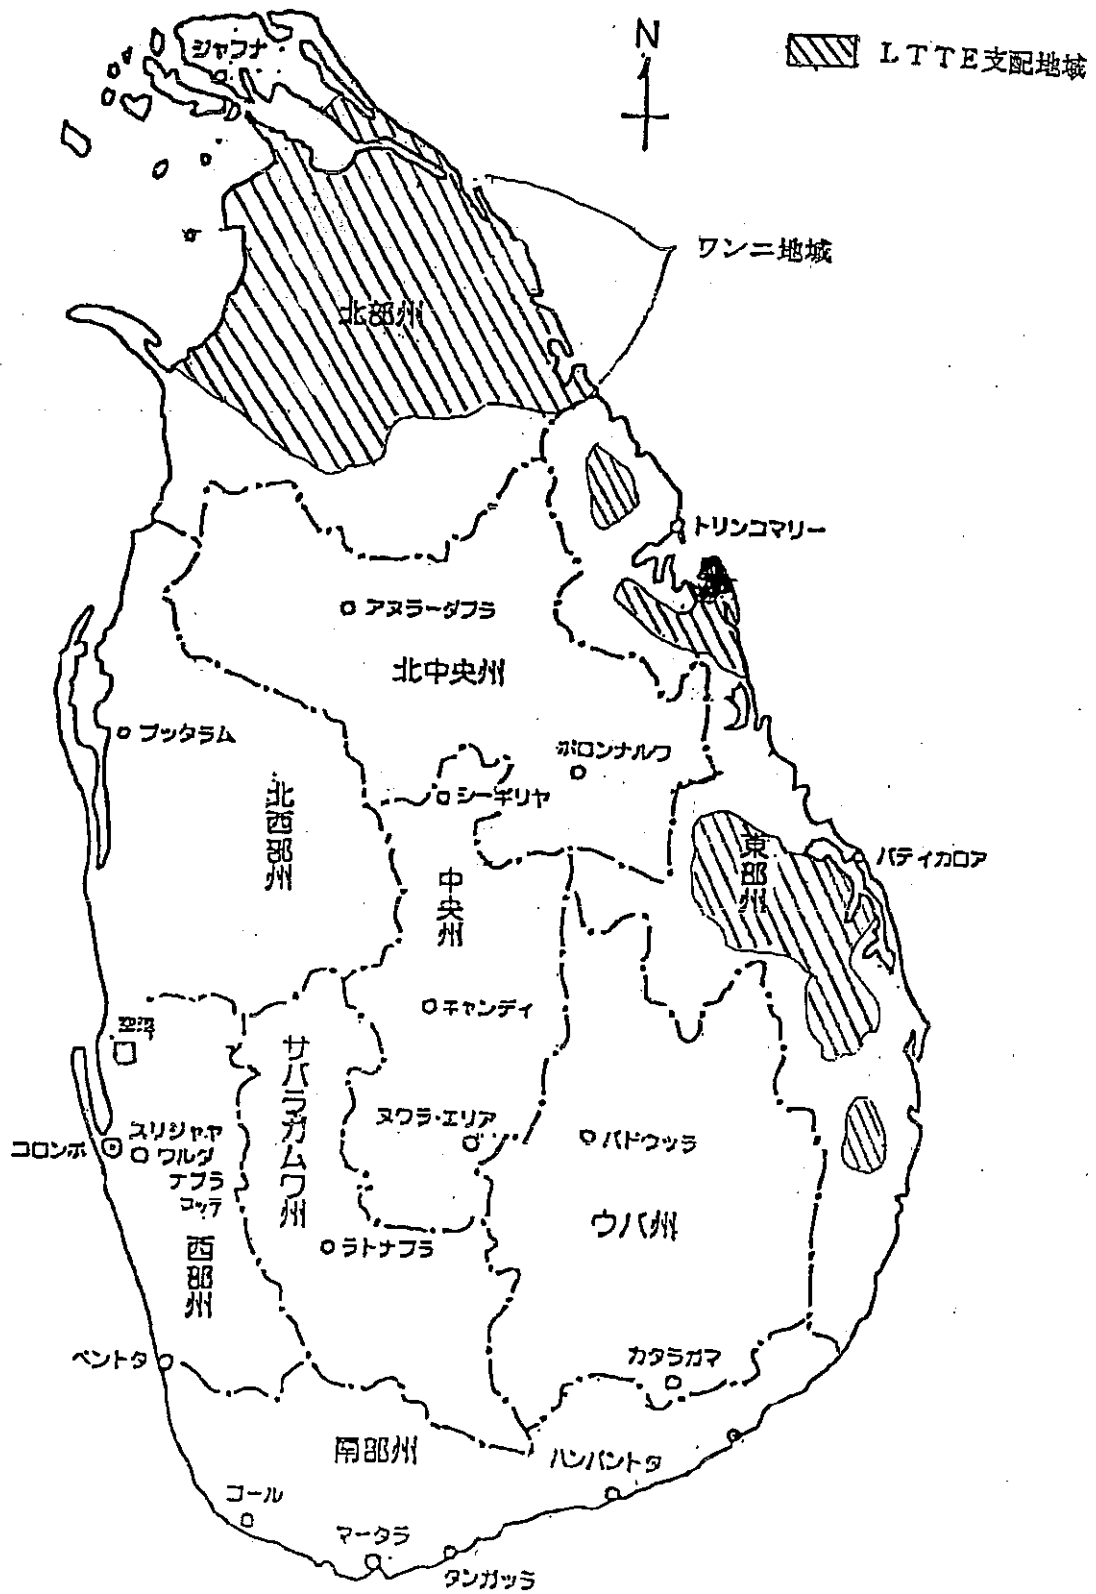 ジャフナ
N
ＬＴＴＥ支配地域
ワンニ地域
北部州
トリンコマリー
アヌラーダプラ
北中央州
プッタラム
ポロンナルワ
シーギリヤ
北西部州
東部州
バティカロア
中央州
キャンディ
空港
サバラガムワ州
ヌワラ・エリア
スリジャヤ
ワルダ
ナプラ
コッテ
コロンボ
バドゥッラ
ウバ州
ラトナプラ
西部州
ベントタ
カタラガマ
南部州
ハンバントタ
ゴール
マータラ
タンガッラ